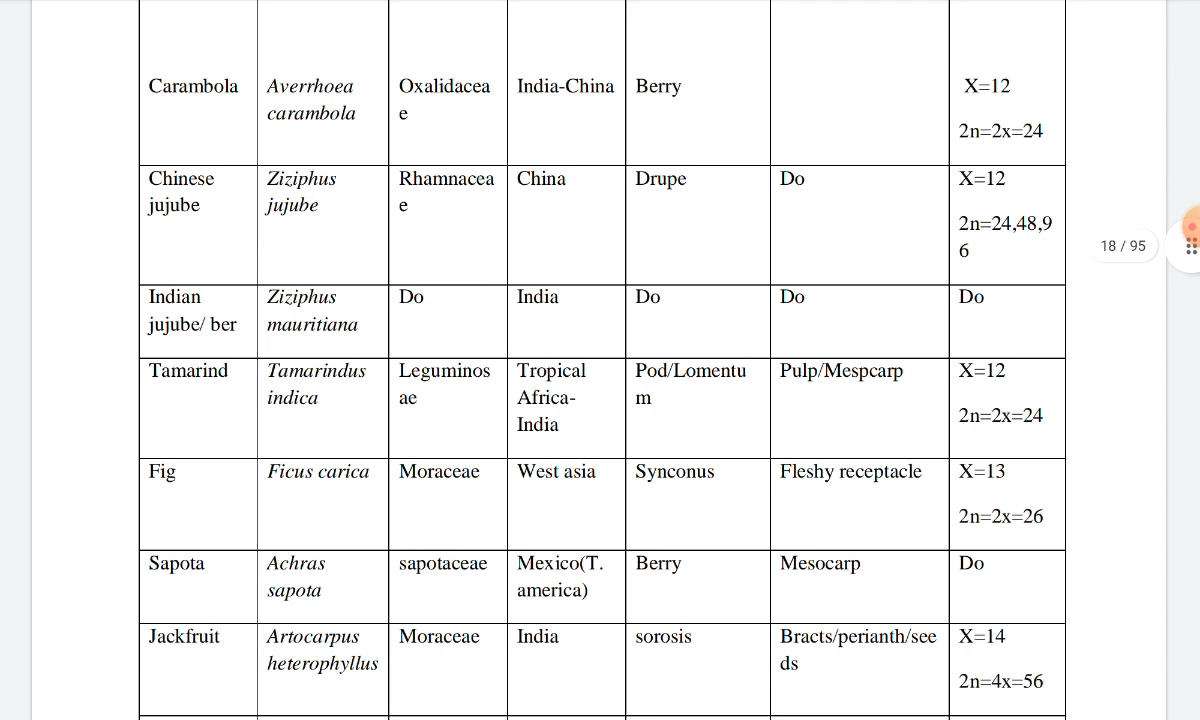 Carambola Averrhoea Oxalidacea India-China Berry X=12
carambola e
2n=2x=24
Chinese Ziziphus Rhamnacea China Drupe Do X=12
jujube jujube e
2n=24,48,9
6
18 / 95
Indian Ziziphus Do India Do Do Do
jujube/ ber mauritiana
Tamarind Tamarindus Leguminos Tropical Pod/Lomentu Pulp/Mespcarp X=12
indica ae Africa- m
2n=2x=24
India
Fig Ficus carica Moraceae West asia Synconus Fleshy receptacle X=13
2n=2x=26
Sapota Achras sapotaceae Mexico(T. Berry Mesocarp Do
sapota america)
Jackfruit Artocarpus Moraceae India sorosis Bracts/perianth/see X=14
heterophyllus ds
2n=4x=56